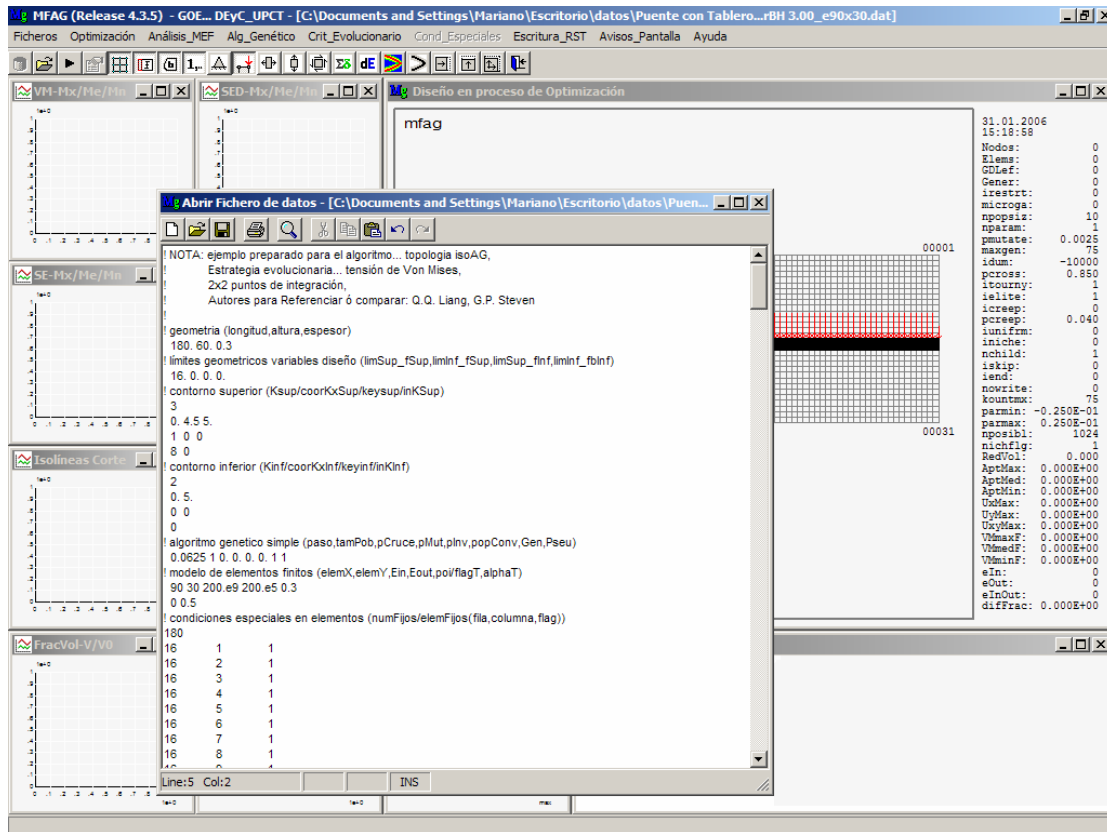 MFAG (Release 4.3.5) - GOE... DEyC_UPCT - [C:\Documents and Settings\Mariano\Escritorio\datos\Puente con Tablero...rBH 3.00_e90x30.dat]
Ficheros Optimización Análisis_MEF Alg_Genético Crit_Evolucionario Cond_Especiales Escritura_RST Avisos_Pantalla Ayuda
VM-Mx/Me/Mn
SED-Mx/Me/Mn
Diseño en proceso de Optimización
mfag
00001
00031
SE-Mx/Me/Mn
Isolíneas Corte
FracVol-V/V0
Abrir Fichero de datos - [C:\Documents and Settings\Mariano\Escritorio\datos\Puen...
! NOTA: ejemplo preparado para el algoritmo... topologia isoAG,
! Estrategia evolucionaria... tensión de Von Mises,
! 2x2 puntos de integración,
! Autores para Referenciar ó comparar: Q.Q. Liang, G.P. Steven
!
! geometria (longitud,altura,espesor)
180. 60. 0.3
! límites geometricos variables diseño (limSup_fSup,limInf_fSup,limSup_fInf,limInf_fbInf)
16. 0. 0. 0.
! contorno superior (Ksup/coorKxSup/keysup/inKSup)
3
0. 4.5 5.
1 0 0
8 0
! contorno inferior (Kinf/coorKxInf/keyinf/inKInf)
2
0. 5.
0 0
0
! algoritmo genetico simple (paso,tamPob,pCruce,pMut,pInv,popConv,Gen,Pseu)
0.0625 1 0. 0. 0. 0. 1 1
! modelo de elementos finitos (elemX,elemY,Ein,Eout,poi/flagT,alphaT)
90 30 200.e9 200.e5 0.3
0 0.5
! condiciones especiales en elementos (numFijos/elemFijos(fila,columna,flag))
180
16 1 1
16 2 1
16 3 1
16 4 1
16 5 1
16 6 1
16 7 1
16 8 1
Line:5 Col:2 INS
31.01.2006
15:18:58
Nodos: 0
Elems: 0
GDLef: 0
Gener: 0
irestrt: 0
microga: 0
npopsiz: 10
nparam: 1
pmutate: 0.0025
maxgen: 75
idum: -10000
pcross: 0.850
itourny: 1
ielite: 1
icreep: 0
pcreep: 0.040
iunifrm: 0
iniche: 0
nchild: 1
iskip: 0
iend: 0
nowrite: 0
kountmx: 75
parmin: -0.250E-01
parmax: 0.250E-01
nposibl: 1024
nichflg: 1
RedVol: 0.000
AptMax: 0.000E+00
AptMed: 0.000E+00
AptMin: 0.000E+00
UxMax: 0.000E+00
UyMax: 0.000E+00
UxyMax: 0.000E+00
VMmaxF: 0.000E+00
VMmedF: 0.000E+00
VMminF: 0.000E+00
eIn: 0
eOut: 0
eInOut: 0
difFrac: 0.000E+00